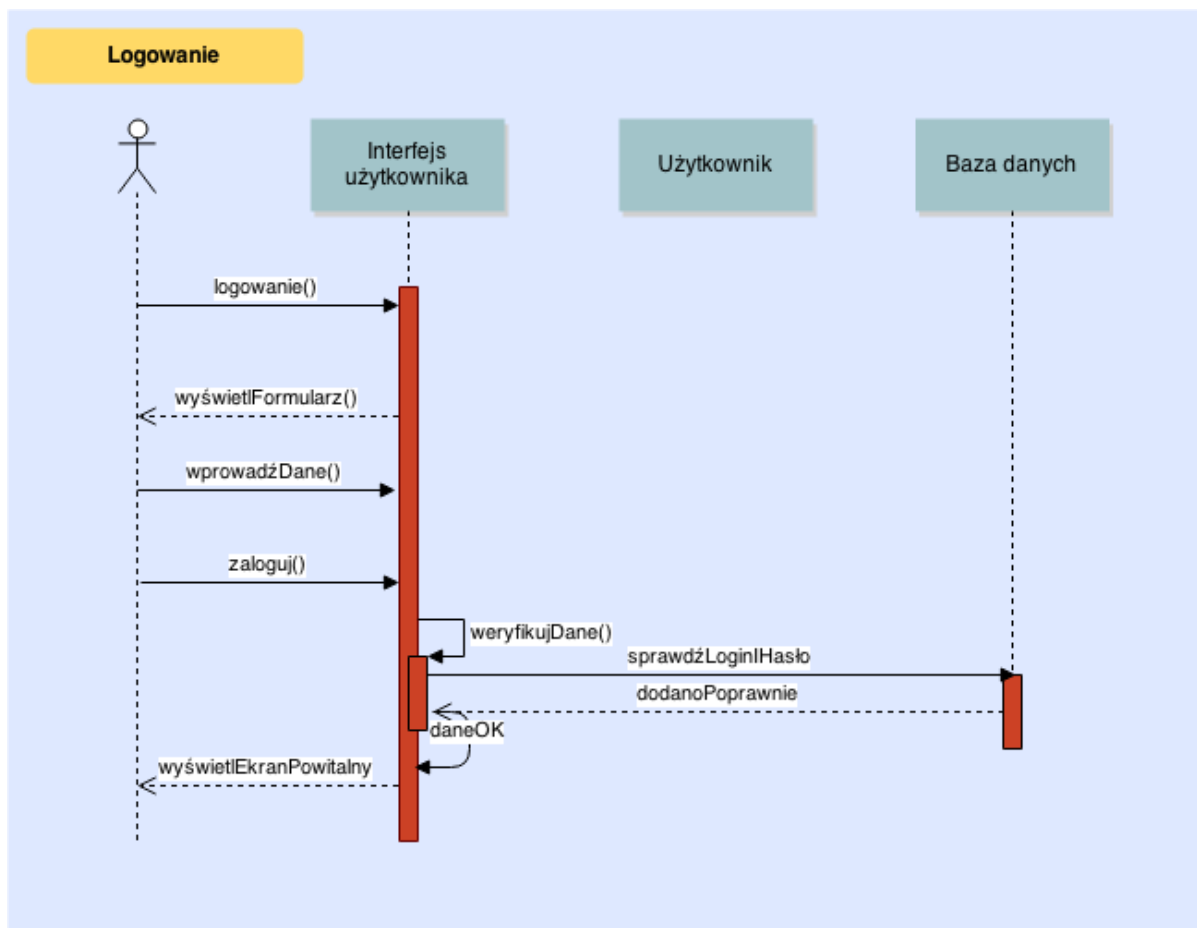 Logowanie
Interfejs
użytkownika
Użytkownik
Baza danych
logowanie()
wyświetlFormularz()
wprowadźDane()
zaloguj()
weryfikujDane()
sprawdźLoginIHasło
dodanoPoprawnie
daneOK
wyświetlEkranPowitalny